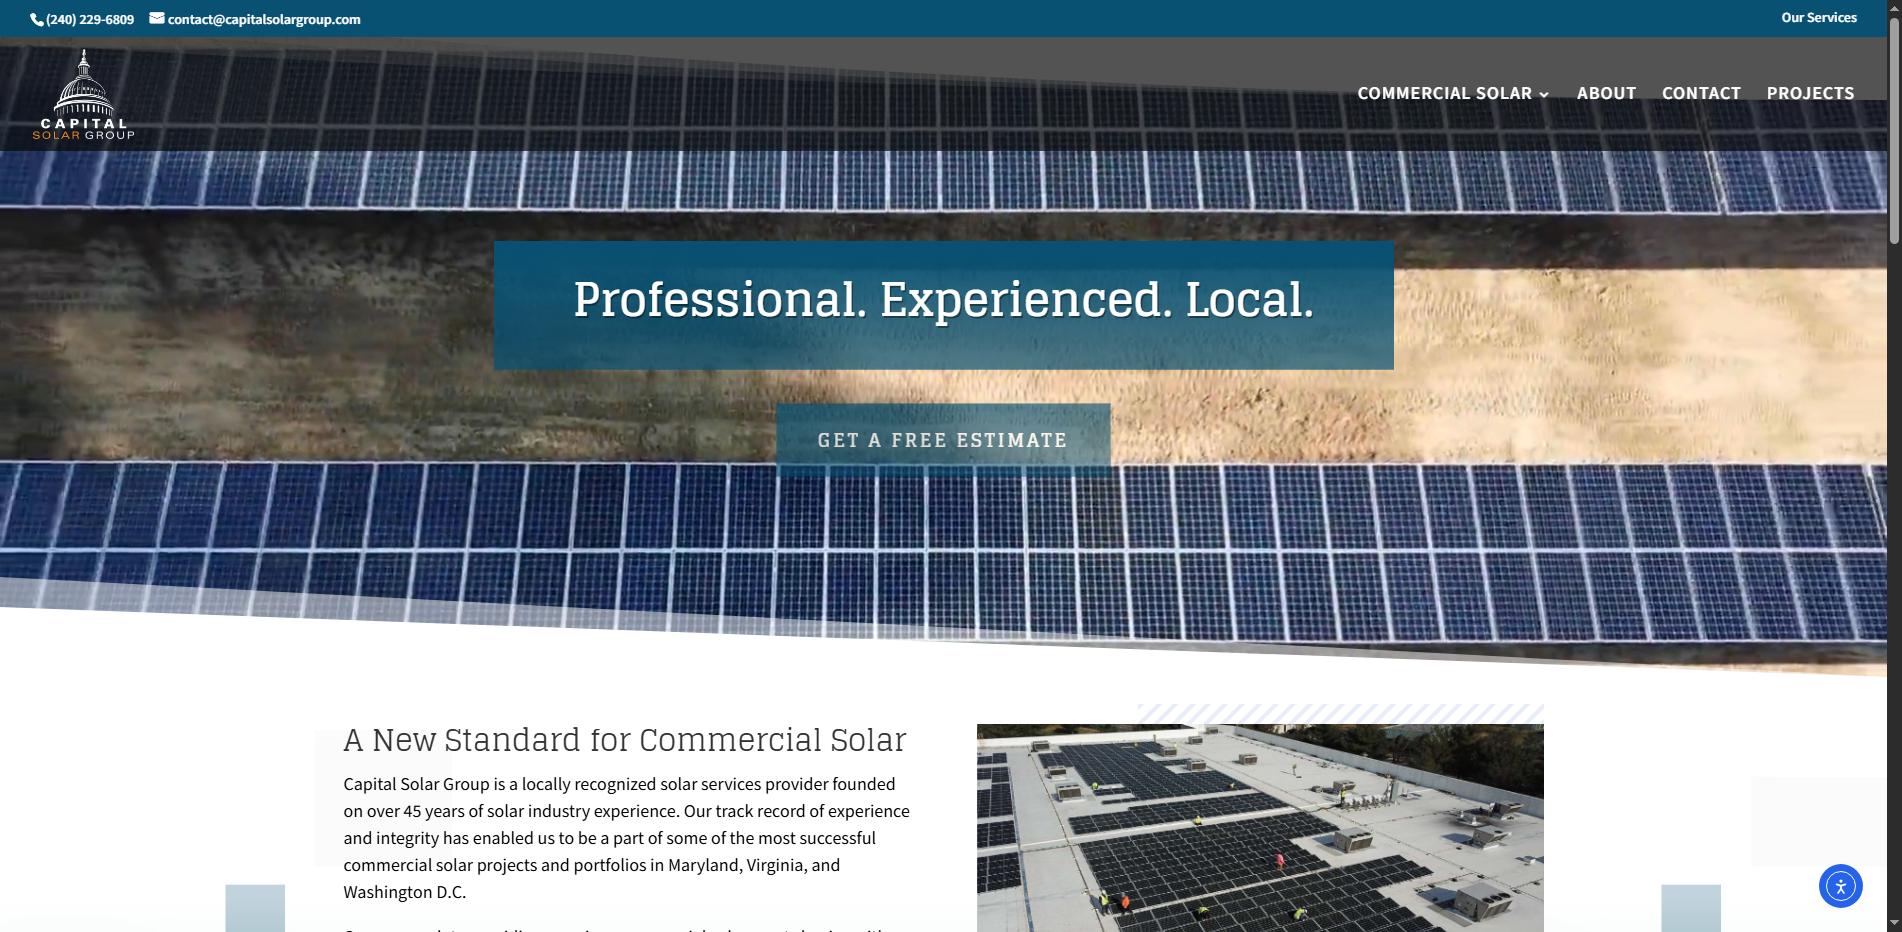 (240) 229-6809 contact@capitalsolargroup.com Our Services
CAPITAL
SOLAR GROUP
COMMERCIAL SOLAR ABOUT CONTACT PROJECTS
Professional. Experienced. Local.
GET A FREE ESTIMATE
A New Standard for Commercial Solar
Capital Solar Group is a locally recognized solar services provider founded
on over 45 years of solar industry experience. Our track record of experience
and integrity has enabled us to be a part of some of the most successful
commercial solar projects and portfolios in Maryland, Virginia, and
Washington D.C.